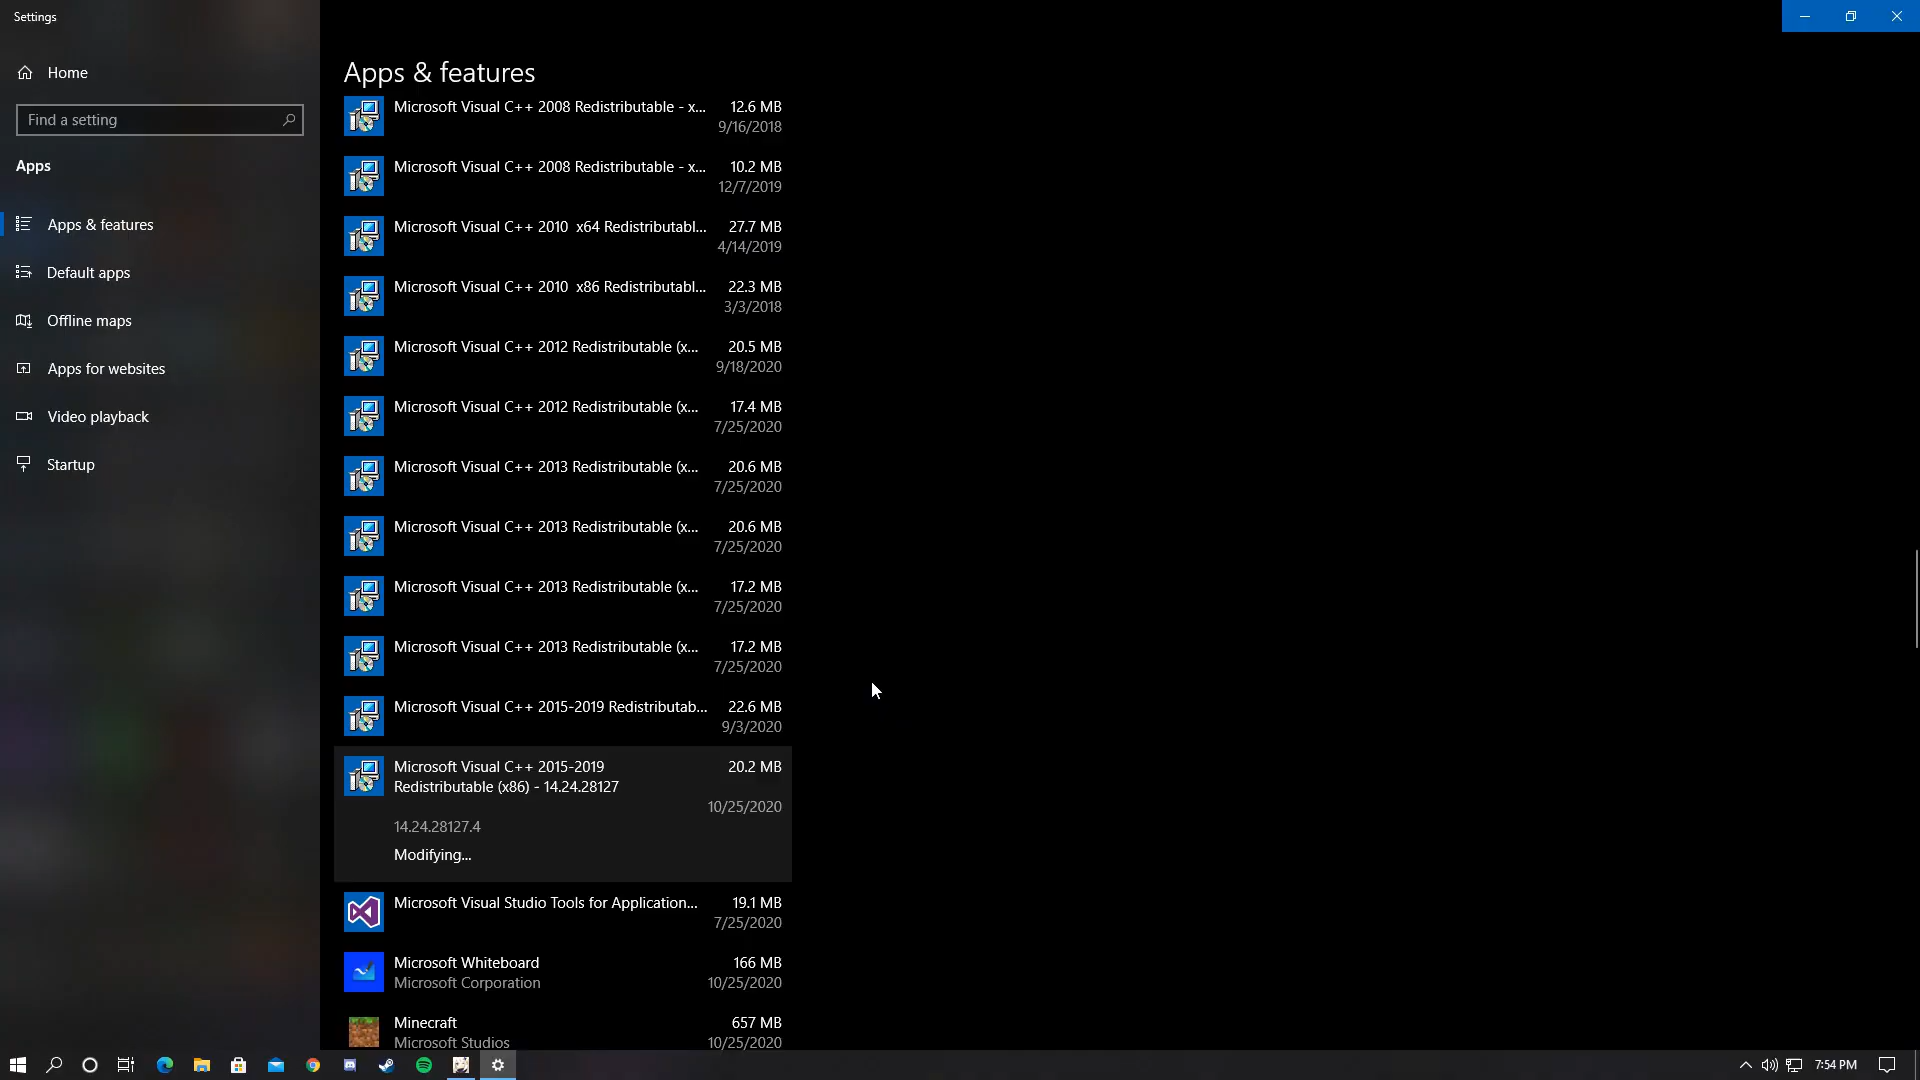 Settings
Home
Find a setting
Apps
Apps & features
Default apps
Offline maps
Apps for websites
Video playback
Startup
Apps & features
Microsoft Visual C++ 2008 Redistributable - x... 12.6 MB
9/16/2018
Microsoft Visual C++ 2008 Redistributable - x... 10.2 MB
12/7/2019
Microsoft Visual C++ 2010  x64 Redistributabl... 27.7 MB
4/14/2019
Microsoft Visual C++ 2010  x86 Redistributabl... 22.3 MB
3/3/2018
Microsoft Visual C++ 2012 Redistributable (x... 20.5 MB
9/18/2020
Microsoft Visual C++ 2012 Redistributable (x... 17.4 MB
7/25/2020
Microsoft Visual C++ 2013 Redistributable (x... 20.6 MB
7/25/2020
Microsoft Visual C++ 2013 Redistributable (x... 20.6 MB
7/25/2020
Microsoft Visual C++ 2013 Redistributable (x... 17.2 MB
7/25/2020
Microsoft Visual C++ 2013 Redistributable (x... 17.2 MB
7/25/2020
Microsoft Visual C++ 2015-2019 Redistributab... 22.6 MB
9/3/2020
Microsoft Visual C++ 2015-2019 20.2 MB
Redistributable (x86) - 14.24.28127
10/25/2020
14.24.28127.4
Modifying...
Microsoft Visual Studio Tools for Application... 19.1 MB
7/25/2020
Microsoft Whiteboard 166 MB
Microsoft Corporation 10/25/2020
Minecraft 657 MB
Microsoft Studios 10/25/2020
7:54 PM